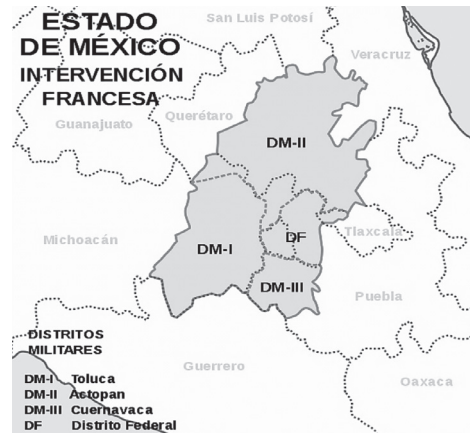 ESTADO
DE MÉXICO
INTERVENCIÓN
FRANCESA
San Luis Potosí
Veracruz
Querétaro
Guanajuato
DM-II
Michoacán
DM-I
DF
Tlaxcala
DM-III
Puebla
Guerrero
Oaxaca
DISTRITOS
MILITARES
DM-I Toluca
DM-II Actopan
DM-III Cuernavaca
DF Distrito Federal